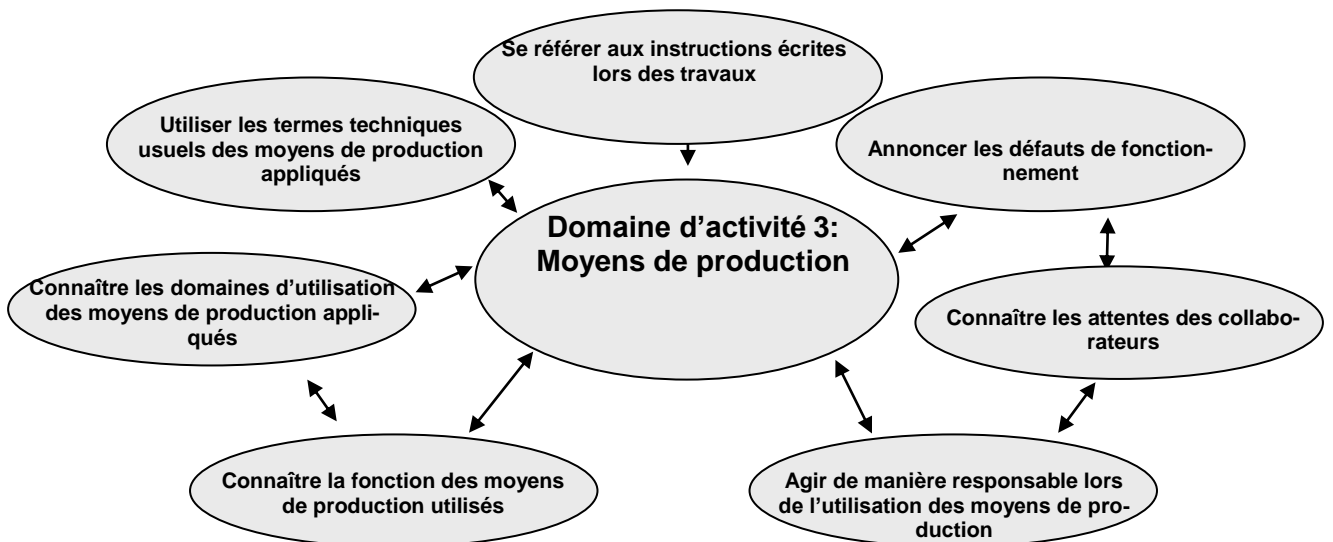 Se référer aux instructions écrites
lors des travaux
Utiliser les termes techniques
usuels des moyens de production
appliqués
Annoncer les défauts de fonction-
nement
Domaine d’activité 3:
Moyens de production
Connaître les domaines d’utilisation
des moyens de production appli-
qués
Connaître les attentes des collabo-
rateurs
Connaître la fonction des moyens
de production utilisés
Agir de manière responsable lors
de l’utilisation des moyens de pro-
duction